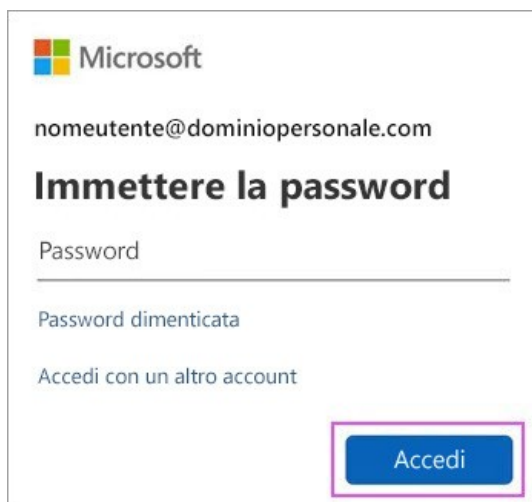 Microsoft
nomeutente@dominiopersonale.com
Immettere la password
Password
Password dimenticata
Accedi con un altro account
Accedi